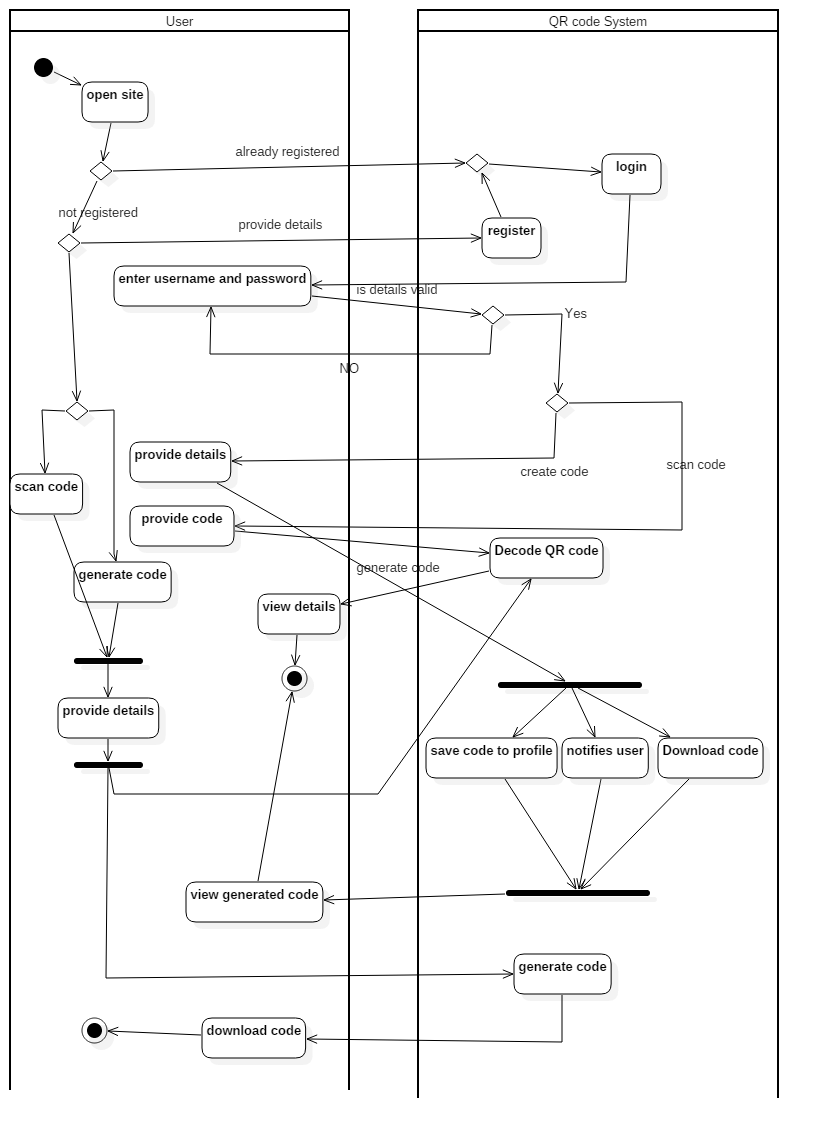 User
QR code System
open site
already registered
login
not registered
provide details
register
enter username and password
is details valid
Yes
NO
provide details
create code
scan code
scan code
provide code
Decode QR code
generate code
generate code
view details
provide details
save code to profile
notifies user
Download code
view generated code
generate code
download code